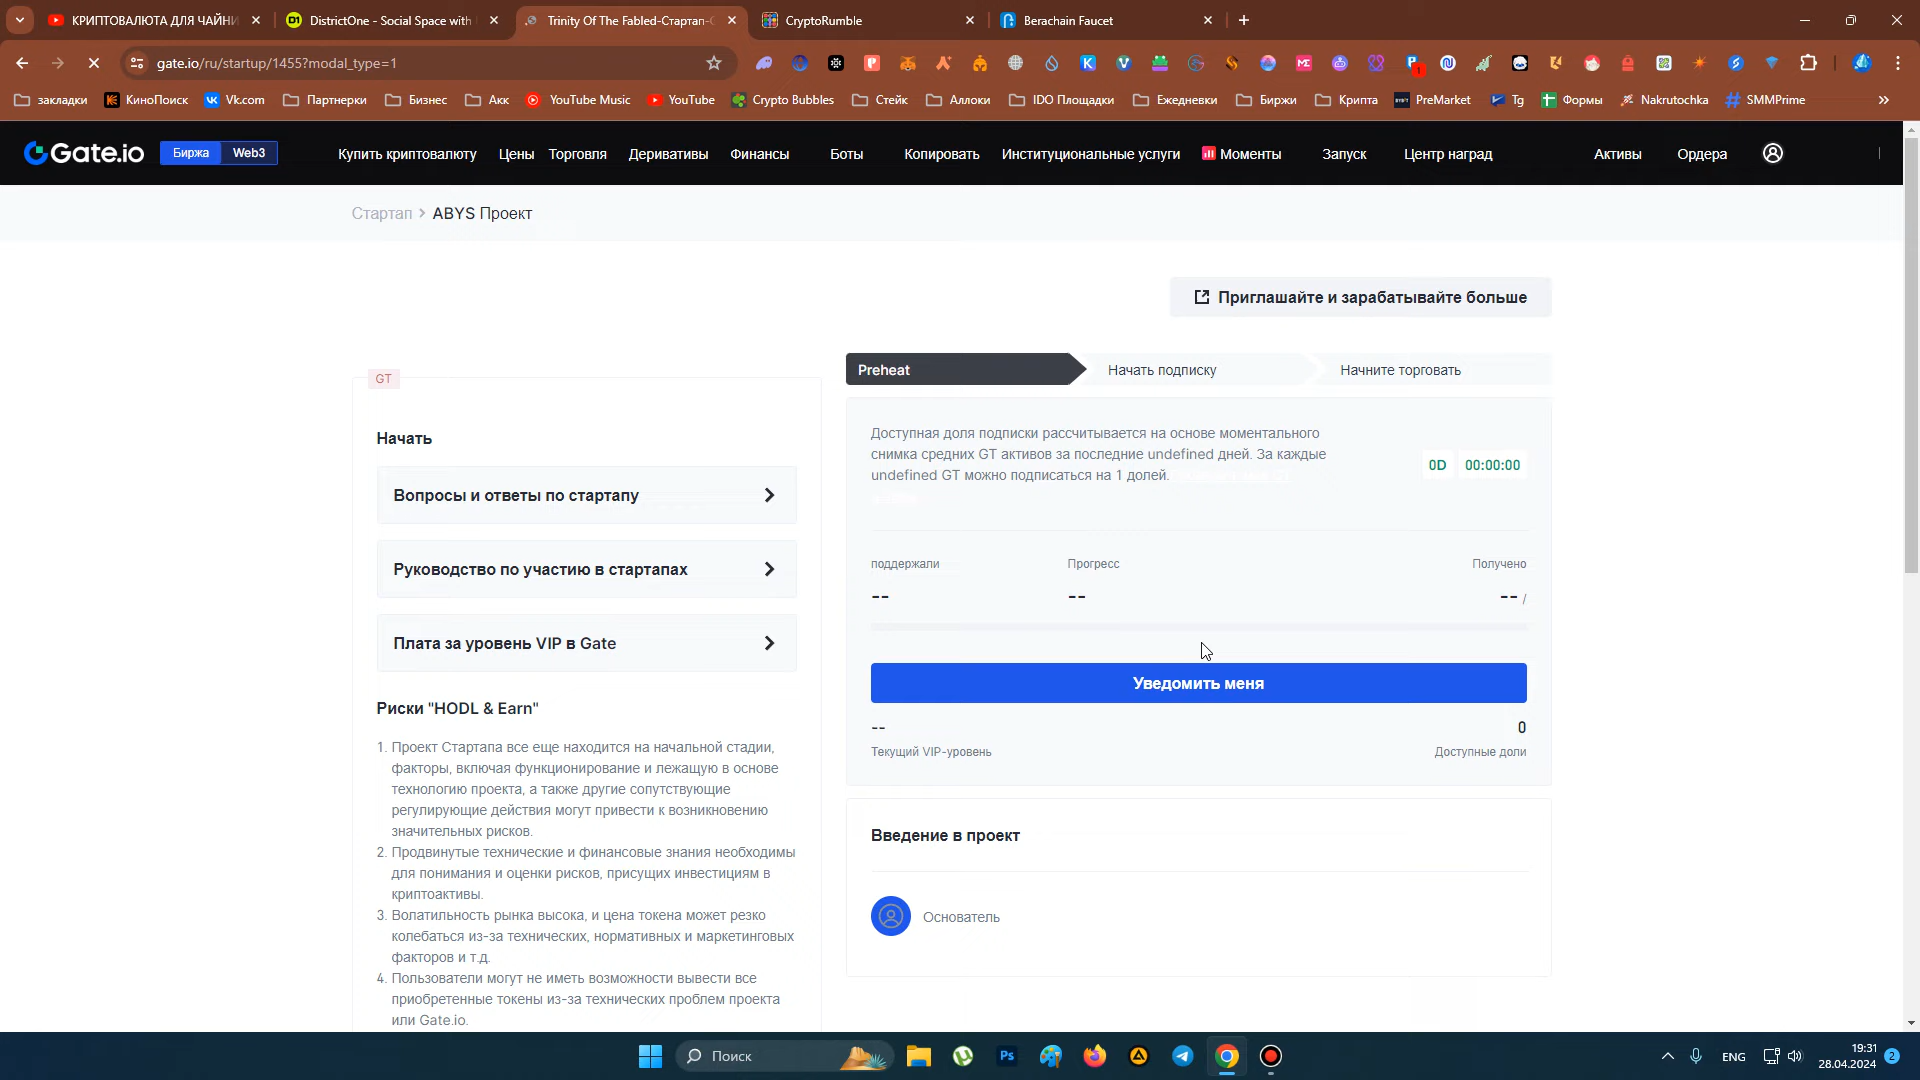 КРИПТОВАЛЮТА ДЛЯ ЧАЙНИ
DistrictOne - Social Space with
Trinity Of The Fabled-Стартап-
CryptoRumble
Berachain Faucet
gate.io/ru/startup/1455?modal_type=1
закладки
КиноПоиск
Vk.com
Партнерки
Бизнес
Акк
YouTube Music
YouTube
Crypto Bubbles
Стейк
Аллоки
IDO Площадки
Ежедневки
Биржи
Крипта
PreMarket
Tg
Формы
Nakrutochka
SMMPrime
Gate.io
Биржа
Web3
Купить криптовалюту
Цены
Торговля
Деривативы
Финансы
Боты
Копировать
Институциональные услуги
Моменты
Запуск
Центр наград
Активы
Ордера
Стартап > ABYS Проект
Приглашайте и зарабатывайте больше
GT
Начать
Вопросы и ответы по стартапу
Руководство по участию в стартапах
Плата за уровень VIP в Gate
Риски "HODL & Earn"
1. Проект Стартапа все еще находится на начальной стадии,
факторы, включая функционирование и лежащую в основе
технологию проекта, а также другие сопутствующие
регулирующие действия могут привести к возникновению
значительных рисков.
2. Продвинутые технические и финансовые знания необходимы
для понимания и оценки рисков, присущих инвестициям в
криптоактивы.
3. Волатильность рынка высока, и цена токена может резко
колебаться из-за технических, нормативных и маркетинговых
факторов и т.д.
4. Пользователи могут не иметь возможности вывести все
приобретенные токены из-за технических проблем проекта
или Gate.io.
Preheat
Начать подписку
Начните торговать
Доступная доля подписки рассчитывается на основе моментального
снимка средних GT активов за последние undefined дней. За каждые
undefined GT можно подписаться на 1 долей.
0D
00:00:00
поддержали
Прогресс
Получено
--
--
-- /
Уведомить меня
--
0
Текущий VIP-уровень
Доступные доли
Введение в проект
Основатель
Поиск
Ps
ENG
19:31
28.04.2024
2